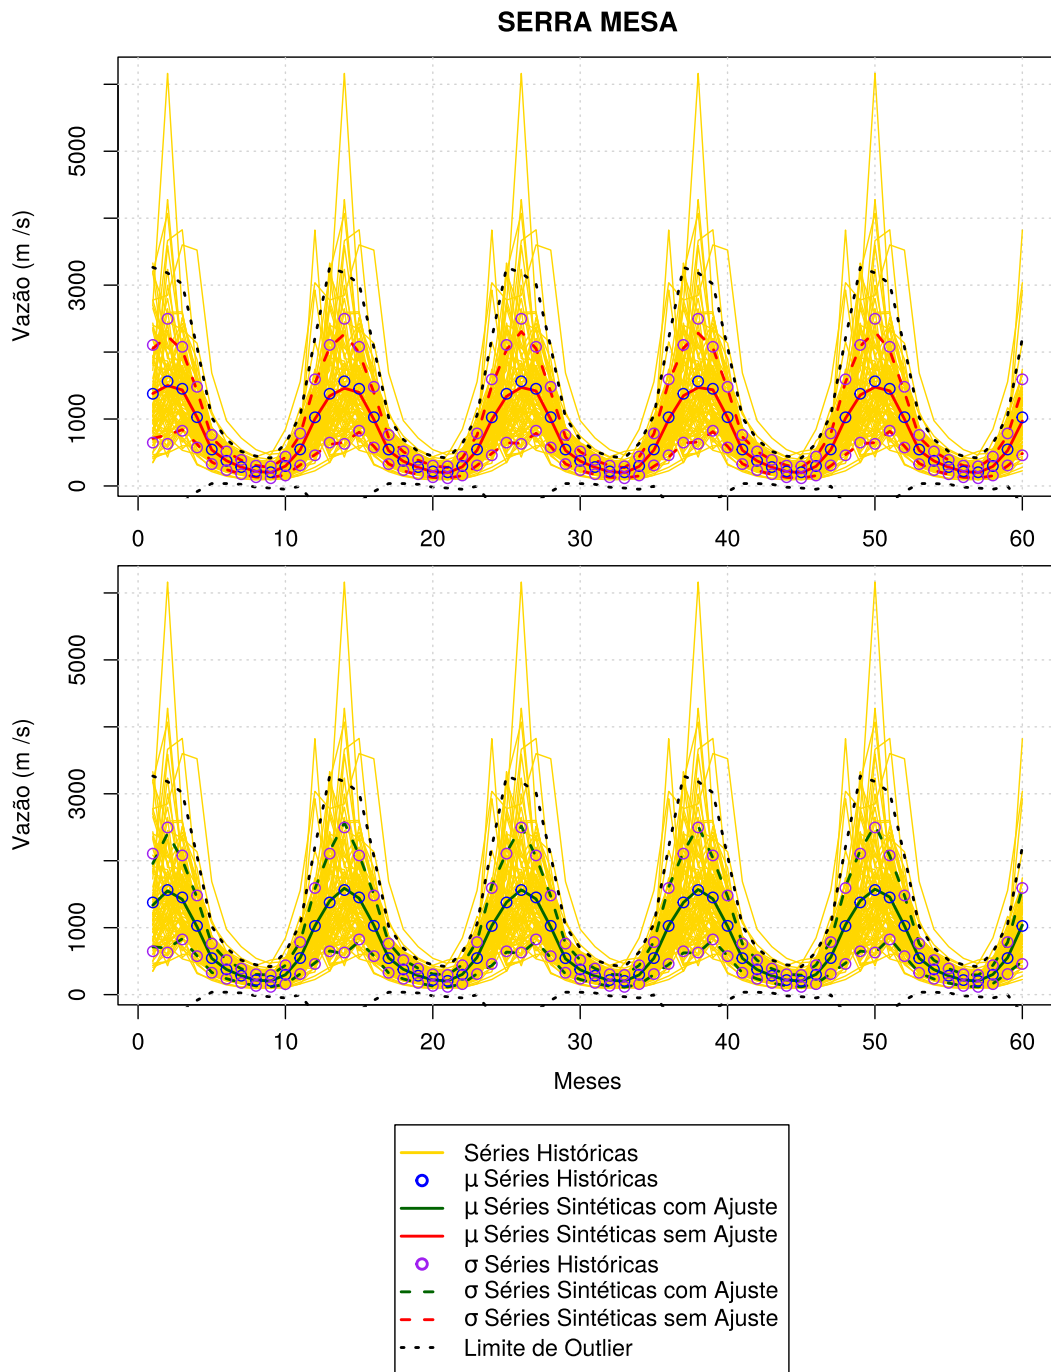 SERRA MESA
Vazão (m /s)
5000
3000
1000
0
0 10 20 30 40 50 60
Vazão (m /s)
5000
3000
1000
0
0 10 20 30 40 50 60
Meses
Séries Históricas
μ Séries Históricas
μ Séries Sintéticas com Ajuste
μ Séries Sintéticas sem Ajuste
σ Séries Históricas
σ Séries Sintéticas com Ajuste
σ Séries Sintéticas sem Ajuste
Limite de Outlier